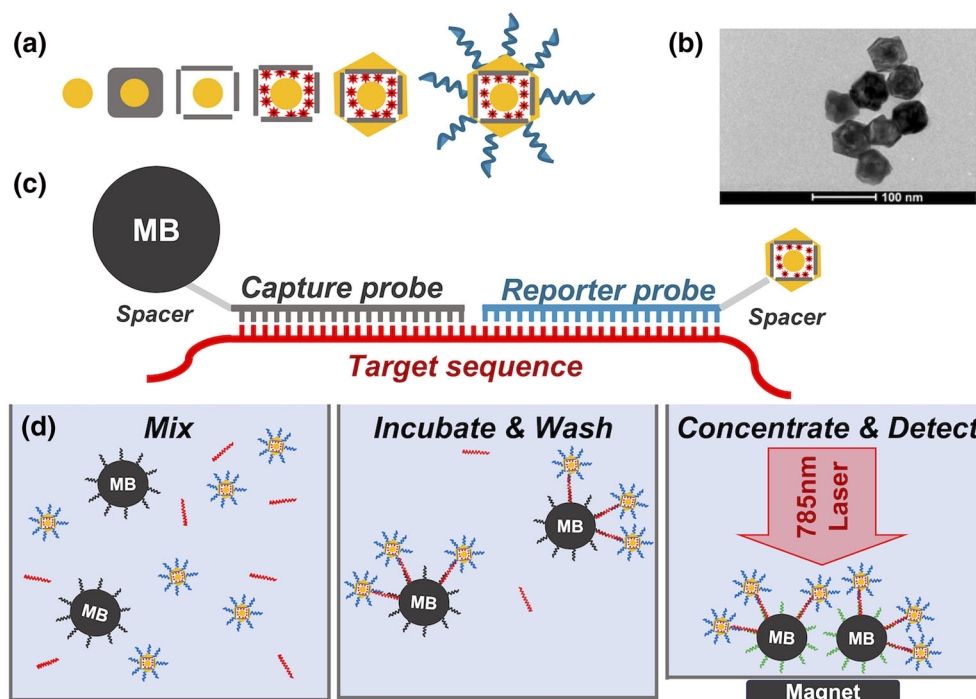 (a)
(b)
100 nm
(c)
MB
Spacer
Capture probe
Reporter probe
Spacer
Target sequence
(d)
Mix
MB
MB
Incubate & Wash
MB
MB
Concentrate & Detect
785nm
Laser
MB
MB
Magnet